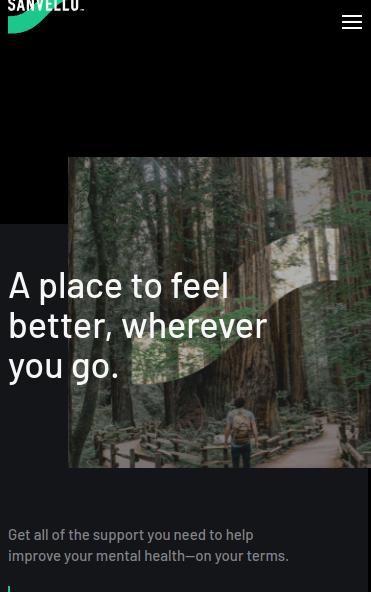 SANVELLO™
A place to feel
better, wherever
you go.
Get all of the support you need to help
improve your mental health—on your terms.